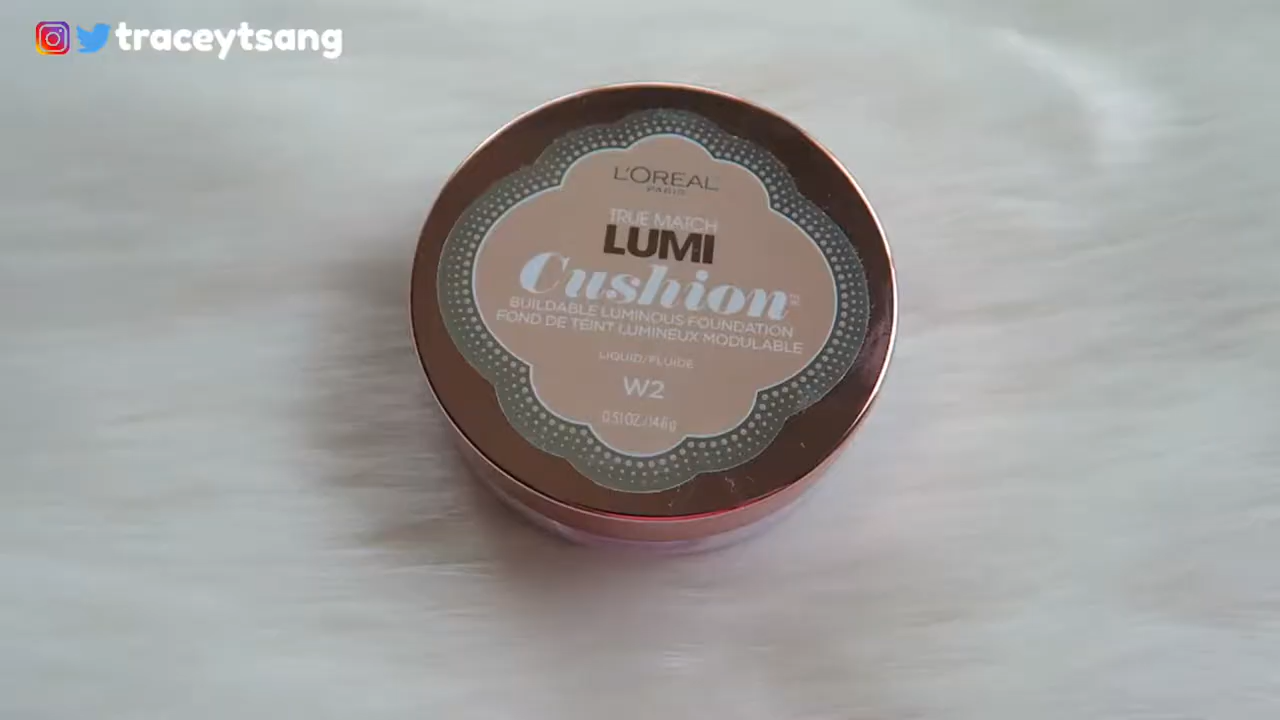 traceytsang
L'ORÉAL
PARIS
TRUE MATCH
LUMI
Cushion
BUILDABLE LUMINOUS FOUNDATION
FOND DE TEINT LUMINEUX MODULABLE
LIQUID/FLUIDE
W2
0.51 OZ./14.6 g